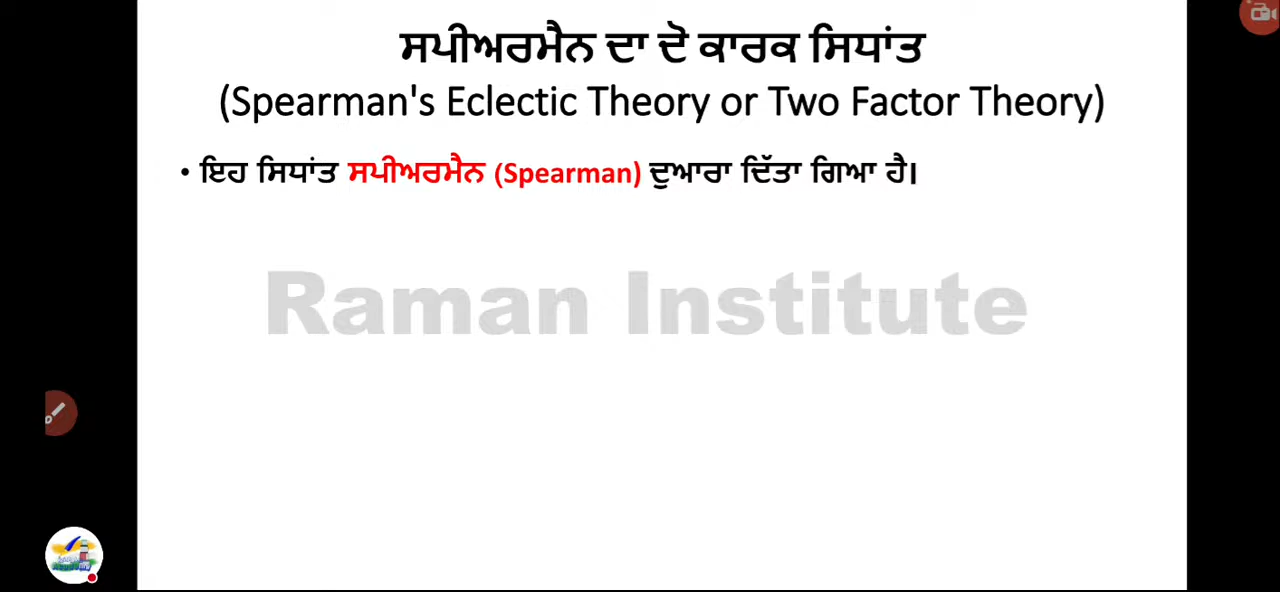 ਸਪੀਅਰਮੈਨ ਦਾ ਦੋ ਕਾਰਕ ਸਿਧਾਂਤ
(Spearman's Eclectic Theory or Two Factor Theory)
• ਇਹ ਸਿਧਾਂਤ ਸਪੀਅਰਮੈਨ (Spearman) ਦੁਆਰਾ ਦਿੱਤਾ ਗਿਆ ਹੈ।
Raman Institute